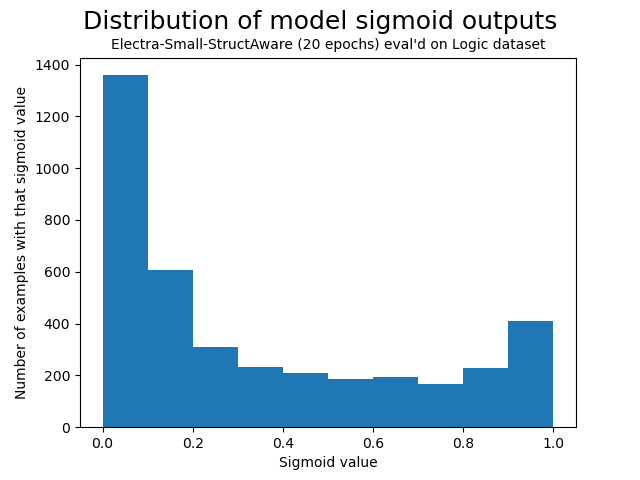 Distribution of model sigmoid outputs
Electra-Small-StructAware (20 epochs) eval'd on Logic dataset
Number of examples with that sigmoid value
1400
1200
1000
800
600
400
200
0
0.0 0.2 0.4 0.6 0.8 1.0
Sigmoid value